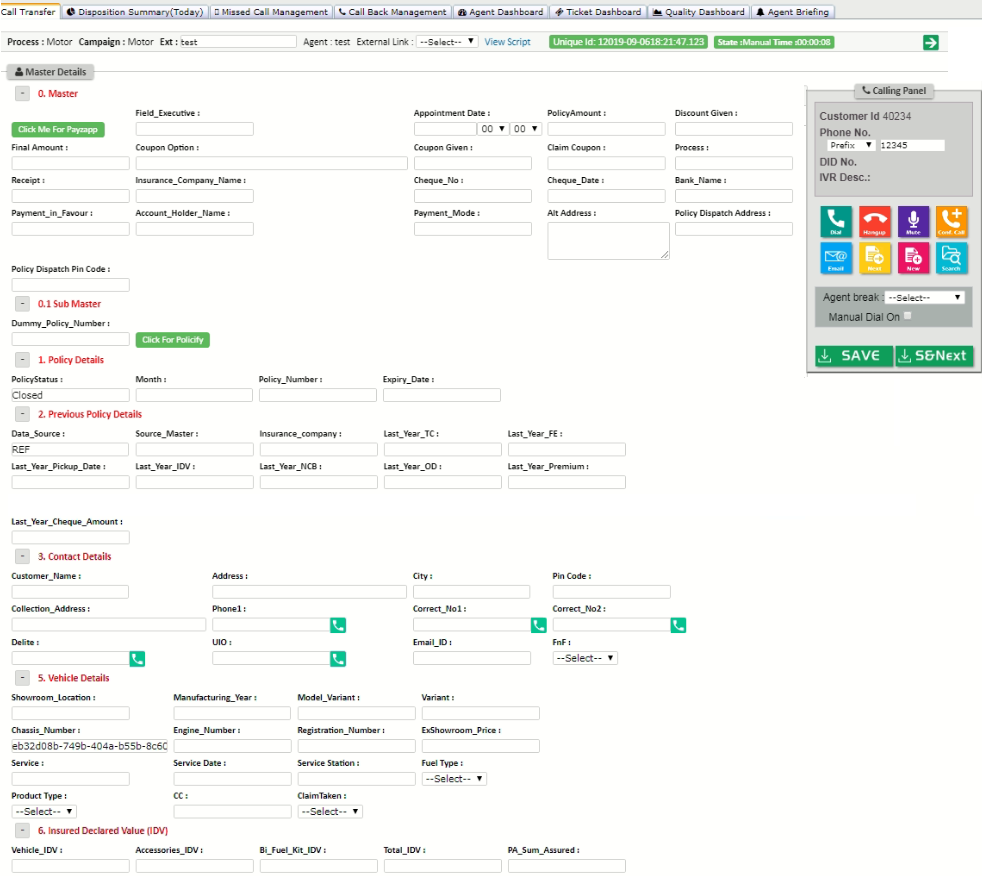 Call Transfer Disposition Summary(Today) Missed Call Management Call Back Management Agent Dashboard Ticket Dashboard Quality Dashboard Agent Briefing
Process : Motor Campaign : Motor Ext : test Agent : test External Link : --Select-- View Script Unique Id: 12019-09-0618:21:47.123 State :Manual Time :00:00:08
Master Details
- 0. Master
Field_Executive : Appointment Date : PolicyAmount : Discount Given :
Click Me For Payzapp 00 00
Final Amount : Coupon Option : Coupon Given : Claim Coupon : Process :
Receipt : Insurance_Company_Name : Cheque_No : Cheque_Date : Bank_Name :
Payment_in_Favour : Account_Holder_Name : Payment_Mode : Alt Address : Policy Dispatch Address :
Policy Dispatch Pin Code :
- 0.1 Sub Master
Dummy_Policy_Number :
Click For Policify
- 1. Policy Details
PolicyStatus : Month : Policy_Number : Expiry_Date :
Closed
- 2. Previous Policy Details
Data_Source : Source_Master : Insurance_company : Last_Year_TC : Last_Year_FE :
REF
Last_Year_Pickup_Date : Last_Year_IDV : Last_Year_NCB : Last_Year_OD : Last_Year_Premium :
Last_Year_Cheque_Amount :
- 3. Contact Details
Customer_Name : Address : City : Pin Code :
Collection_Address : Phone1 : Correct_No1 : Correct_No2 :
Delite : UIO : Email_ID : FnF :
--Select--
- 5. Vehicle Details
Showroom_Location : Manufacturing_Year : Model_Variant : Variant :
Chassis_Number : Engine_Number : Registration_Number : ExShowroom_Price :
eb32d08b-749b-404a-b55b-8c60
Service : Service Date : Service Station : Fuel Type :
--Select--
Product Type : CC : ClaimTaken :
--Select-- --Select--
- 6. Insured Declared Value (IDV)
Vehicle_IDV : Accessories_IDV : Bi_Fuel_Kit_IDV : Total_IDV : PA_Sum_Assured :
Calling Panel
Customer Id 40234
Phone No.
Prefix 12345
DID No.
IVR Desc.:
Dial Hangup Mute Conf. Call
Email Next New Search
Agent break : --Select--
Manual Dial On
SAVE S&Next